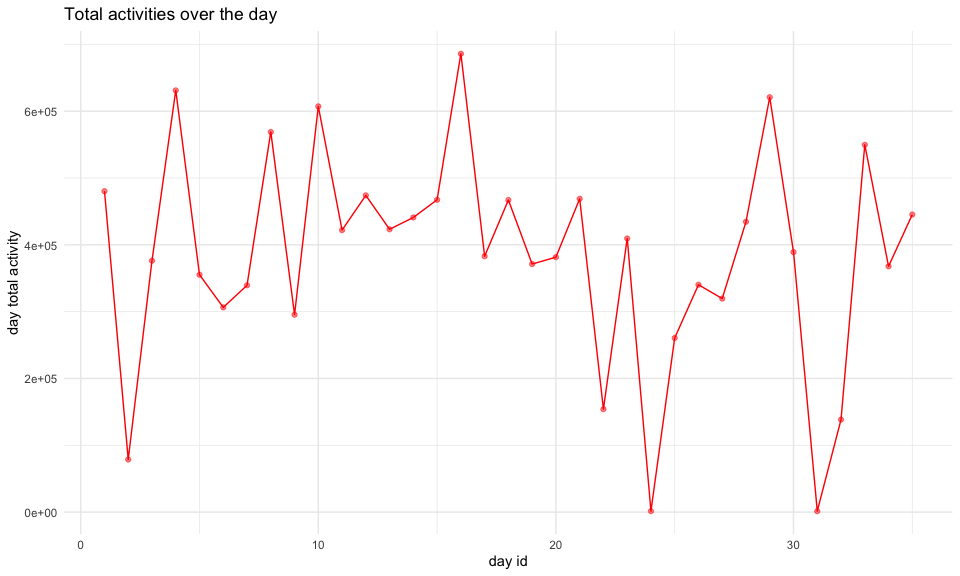 Total activities over the day
day total activity
6e+05
4e+05
2e+05
0e+00
0
10
20
30
day id